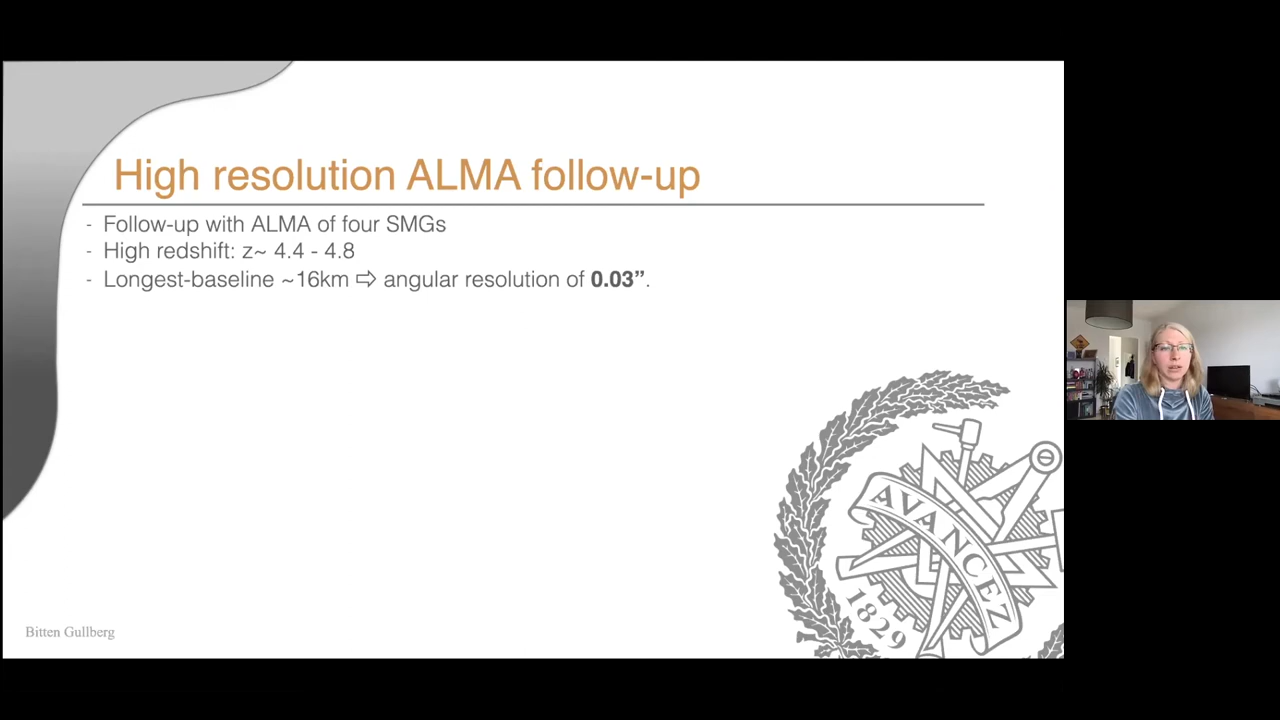 High resolution ALMA follow-up
- Follow-up with ALMA of four SMGs
- High redshift: z~ 4.4 - 4.8
- Longest-baseline ~16km ⇨ angular resolution of 0.03”.
AVANCEZ
1829
Bitten Gullberg